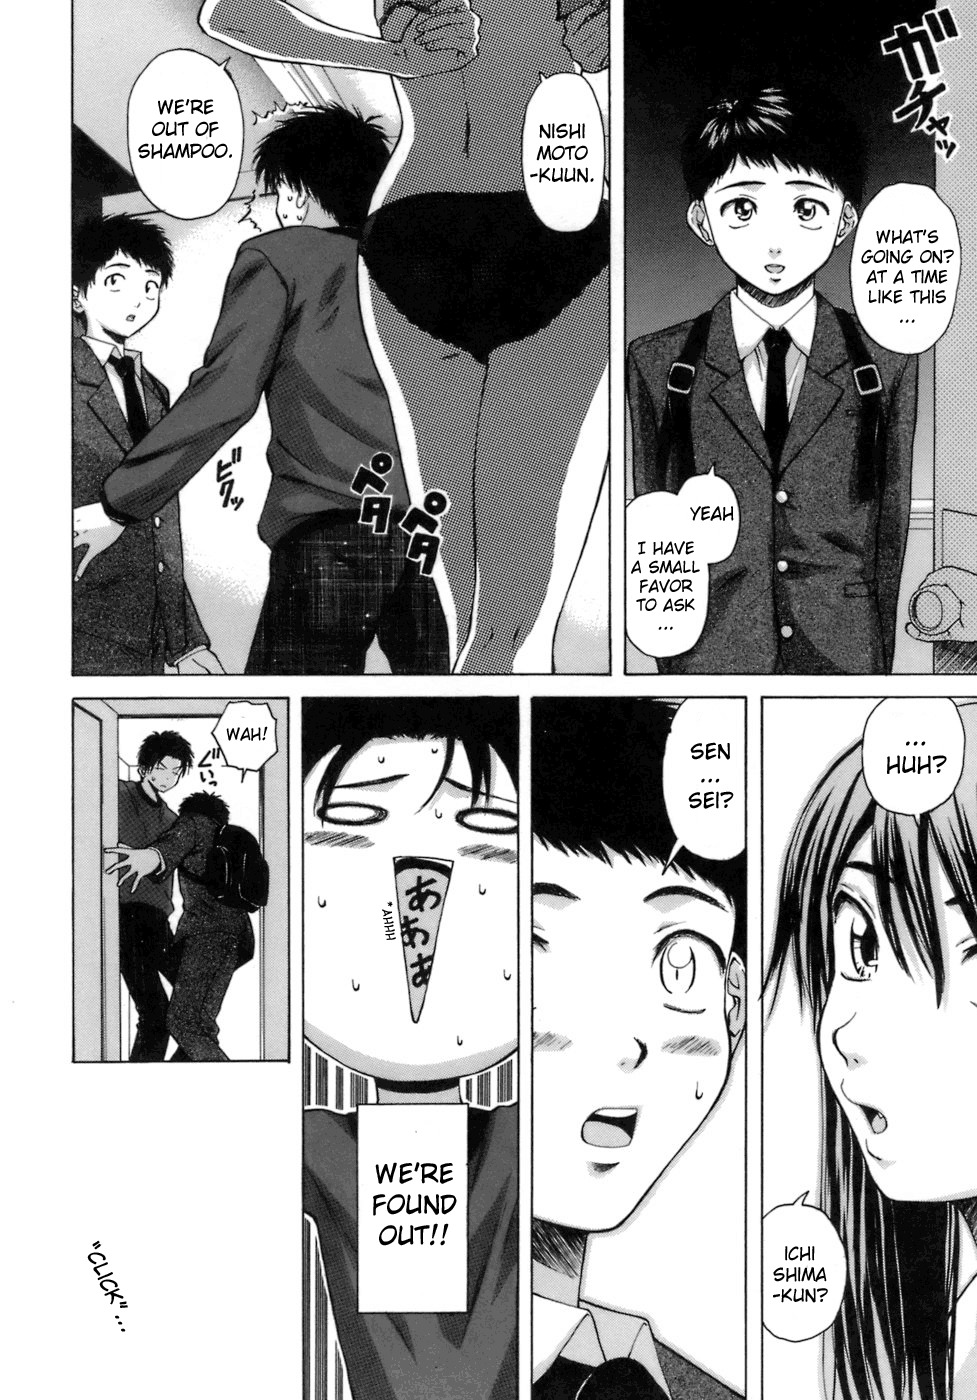 ガチャッ
WHAT'S
GOING ON?
AT A TIME
LIKE THIS
...
YEAH
I HAVE
A SMALL
FAVOR
TO ASK
...
NISHI
MOTO
-KUUN.
WE'RE
OUT OF
SHAMPOO.
ペタ
ペタ
ビクッ
...
HUH?
ICHI
SHIMA
-KUN?
SEN
...
SEI?
あぁぁ
*AHHH
WE'RE
FOUND
OUT!!
WAH!
ぐいっ
"CLICK"...